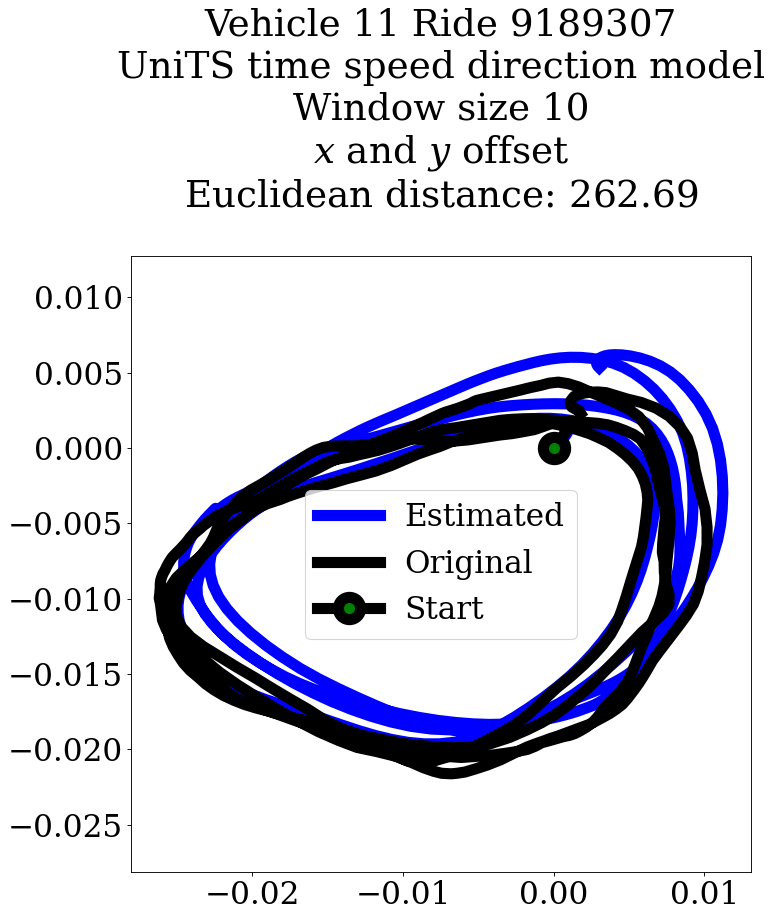 Vehicle 11 Ride 9189307
UniTS time speed direction model
Window size 10
x and y offset
Euclidean distance: 262.69
0.010
0.005
0.000
−0.005
−0.010
−0.015
−0.020
−0.025
Estimated
Original
Start
−0.02 −0.01 0.00 0.01